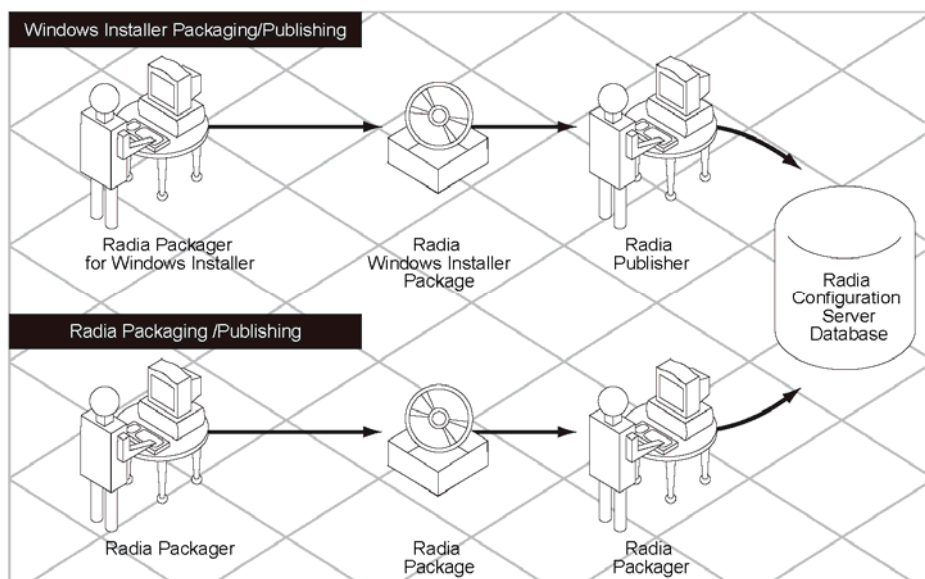 Windows Installer Packaging/Publishing
Radia Packager
for Windows Installer
Radia
Windows Installer
Package
Radia
Publisher
Radia
Configuration
Server
Database
Radia Packaging /Publishing
Radia Packager
Radia
Package
Radia
Packager